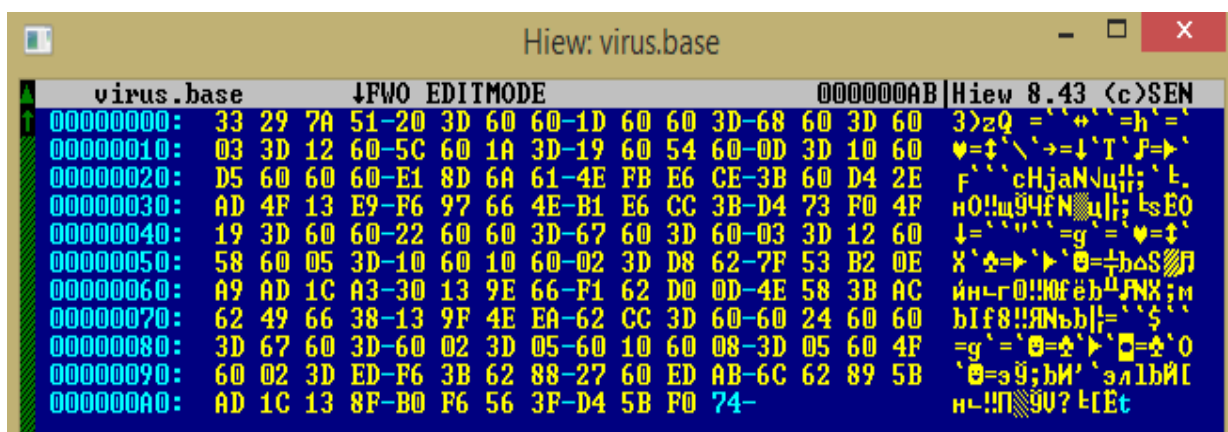 Hiew: virus.base
virus.base ↓FWO EDITMODE 000000AB|Hiew 8.43 (c)SEN
00000000: 33 29 7A 51-20 3D 60 60-1D 60 60 3D-68 60 3D 60 3)zQ =``↔``=h`=`
00000010: 03 3D 12 60-5C 60 1A 3D-19 60 54 60-0D 3D 10 60 ♥=↕`\`→=↓`T`♪=►`
00000020: D5 60 60 60-E1 8D 6A 61-4E FB E6 CE-3B 60 D4 2E
00000030: AD 4F 13 E9-F6 97 66 4E-B1 E6 CC 3B-D4 73 F0 4F
00000040: 19 3D 60 60-22 60 60 3D-67 60 3D 60-03 3D 12 60 ↓=``"``=g`=`♥=↕`
00000050: 58 60 05 3D-10 60 10 60-02 3D D8 62-7F 53 B2 0E
00000060: A9 AD 1C A3-30 13 9E 66-F1 62 D0 0D-4E 58 3B AC
00000070: 62 49 66 38-13 9F 4E EA-62 CC 3D 60-60 24 60 60 bIf8‼ЯNъb╠=``$``
00000080: 3D 67 60 3D-60 02 3D 05-60 10 60 08-3D 05 60 4F =g`=`☻=♣`►`◘=♣`O
00000090: 60 02 3D ED-F6 3B 62 88-27 60 ED AB-6C 62 89 5B `☻=эЎ;bИ'`элlbЙ[
000000A0: AD 1C 13 8F-B0 F6 56 3F-D4 5B F0 74- н∟‼П░ЎV?╘[Ёt